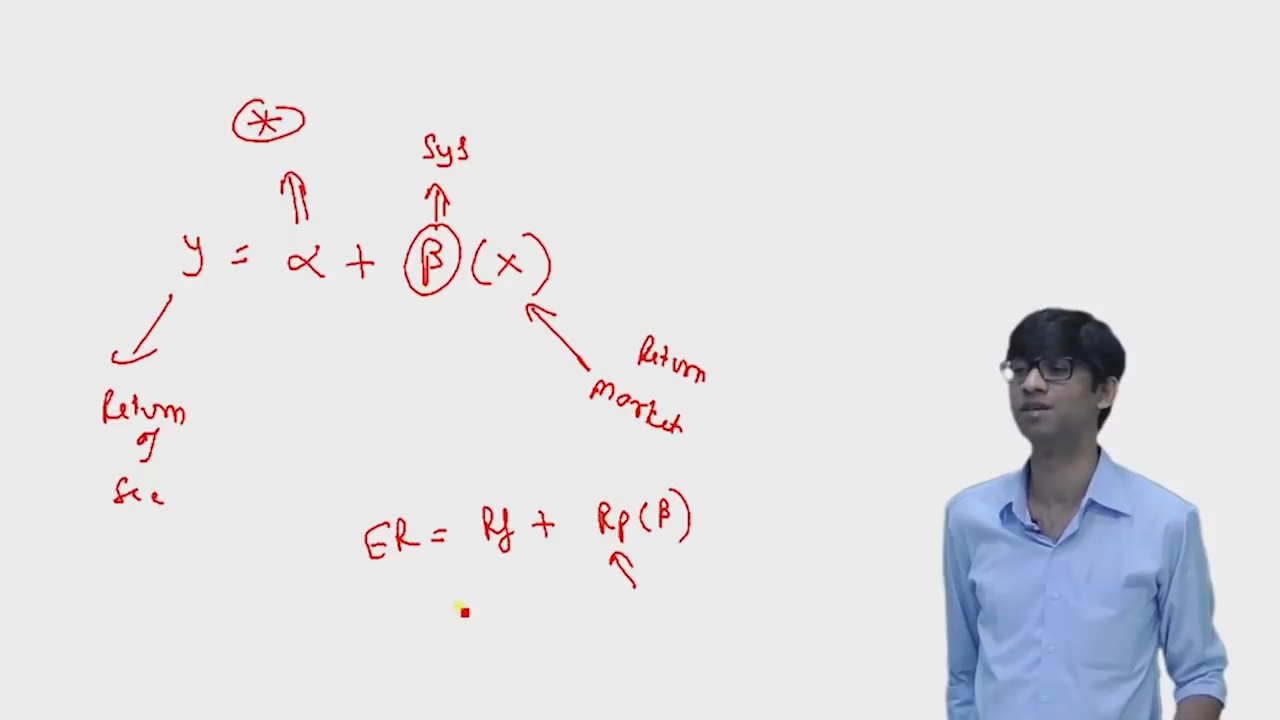 *
Sys
y = α + β (x)
Return
Market
Return
of
Sec
ER = Rf + Rp(β)